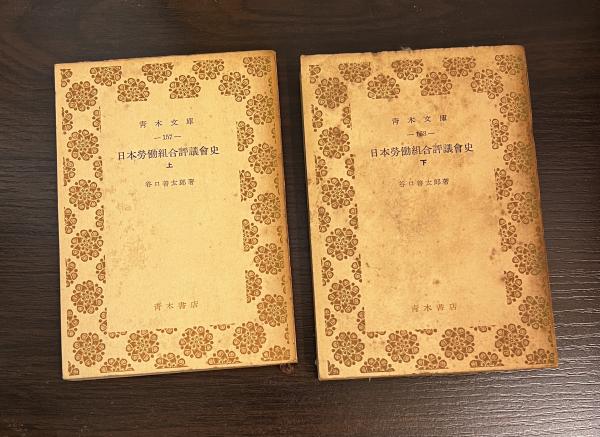 青木文庫
—157—
日本勞働組合評議會史
上
谷口善太郎著
青木書店
青木文庫
日本勞働組合評議會史
下
谷口善太郎著
青木書店